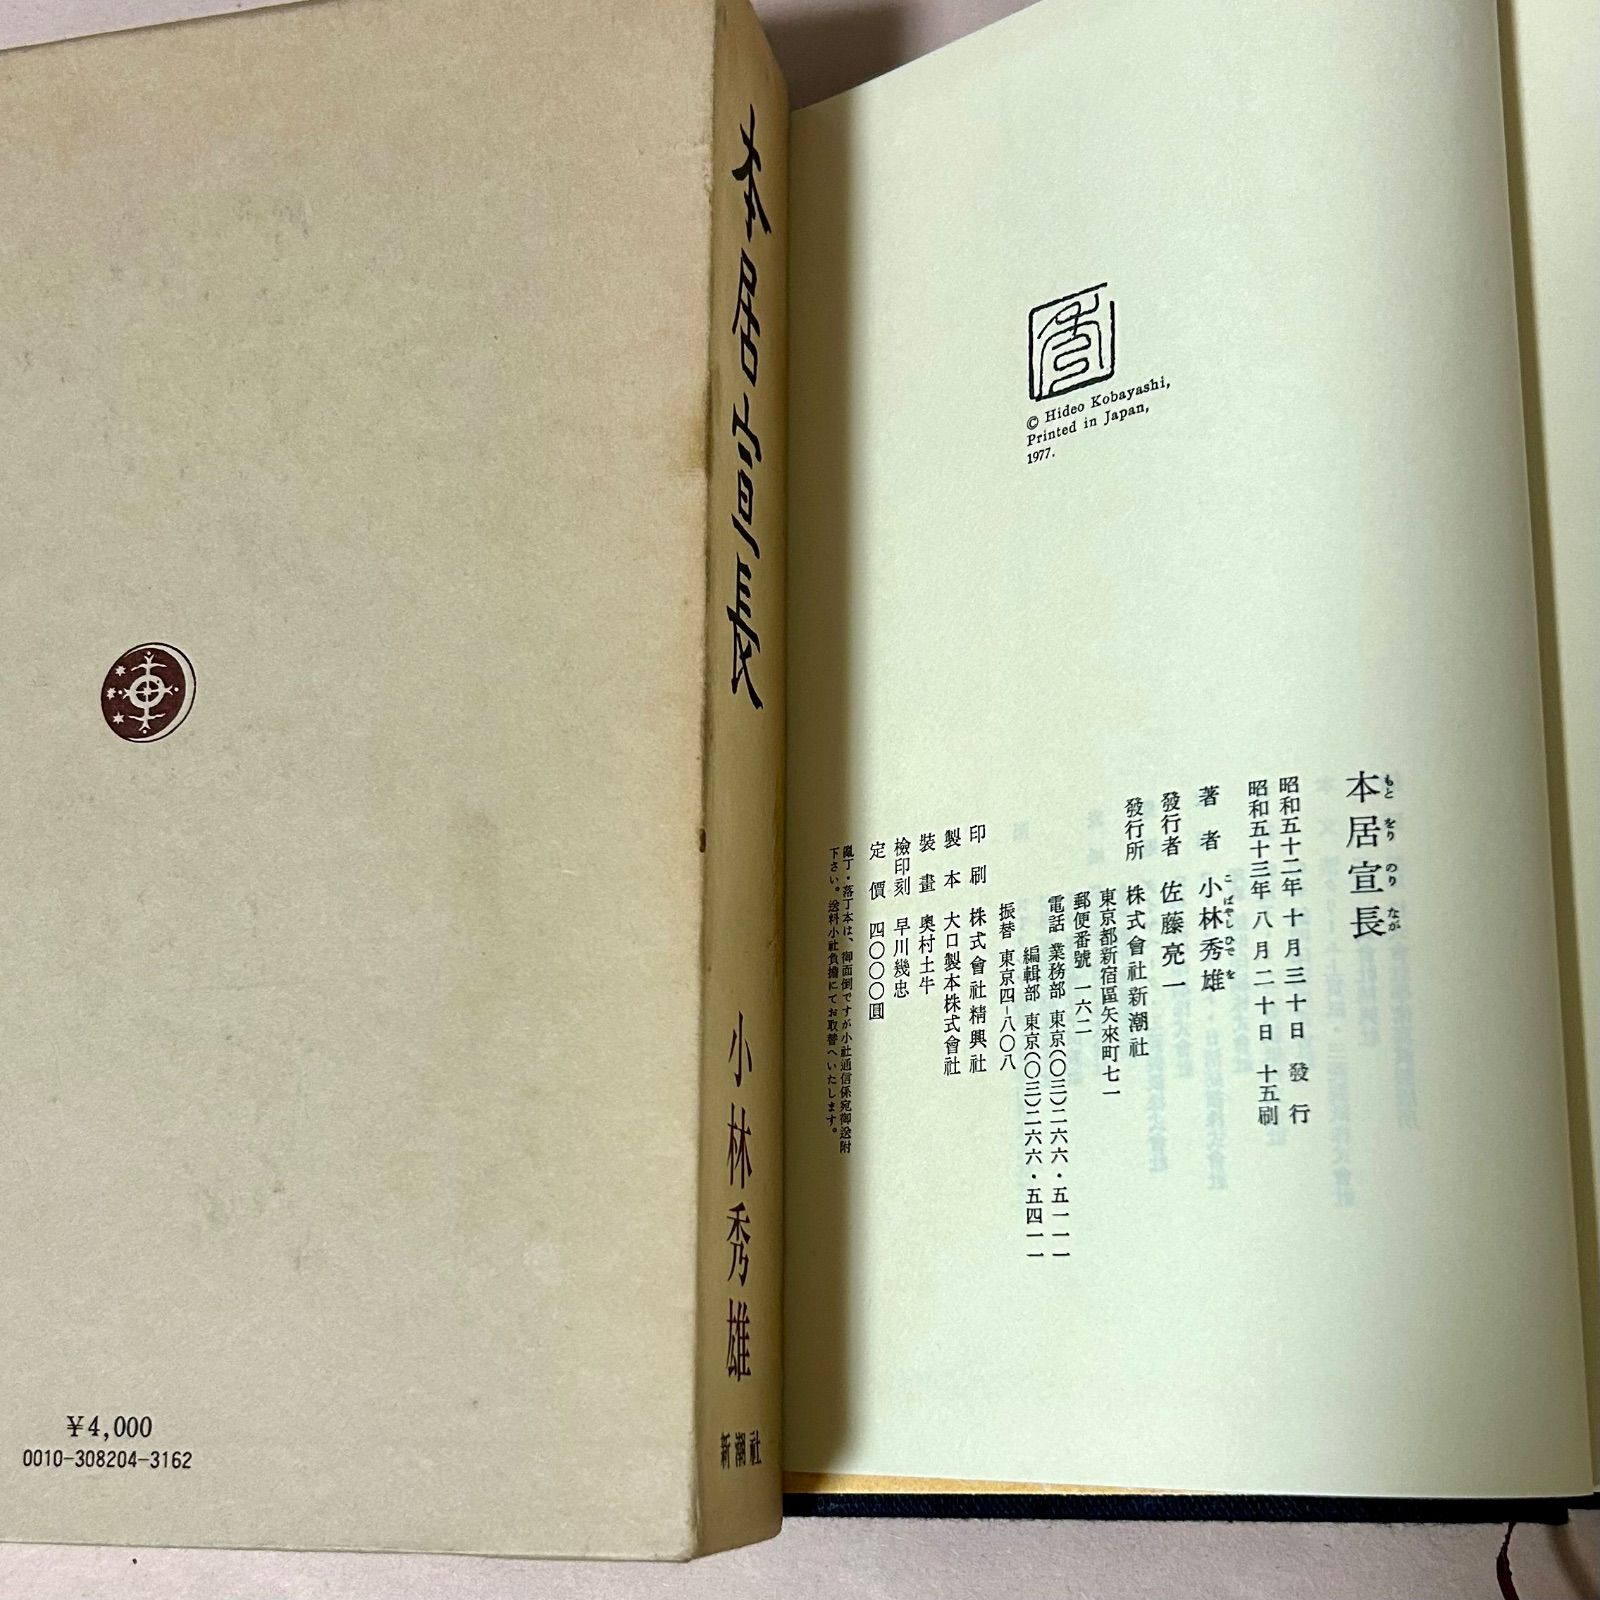 本居宣長
小林秀雄
新潮社
¥4,000
0010-308204-3162
© Hideo Kobayashi,
Printed in Japan,
1977.
本居宣長
もとをりのりなが
昭和五十二年十月三十日 發行
昭和五十三年八月二十日 十五刷
著者 小林秀雄
こばやしひでを
發行者 佐藤亮一
發行所 株式會社新潮社
東京都新宿區矢來町七一
郵便番號 一六二
電話 業務部 東京(〇三)二六六・五一一一
編輯部 東京(〇三)二六六・五四一一
振替 東京四―八〇八
印刷 株式會社精興社
製本 大口製本株式會社
裝畫 奥村土牛
檢印刻 早川幾忠
定價 四〇〇〇圓
亂丁・落丁本は、御面倒ですが小社通信係宛御送附
下さい。送料小社負擔にてお取替へいたします。